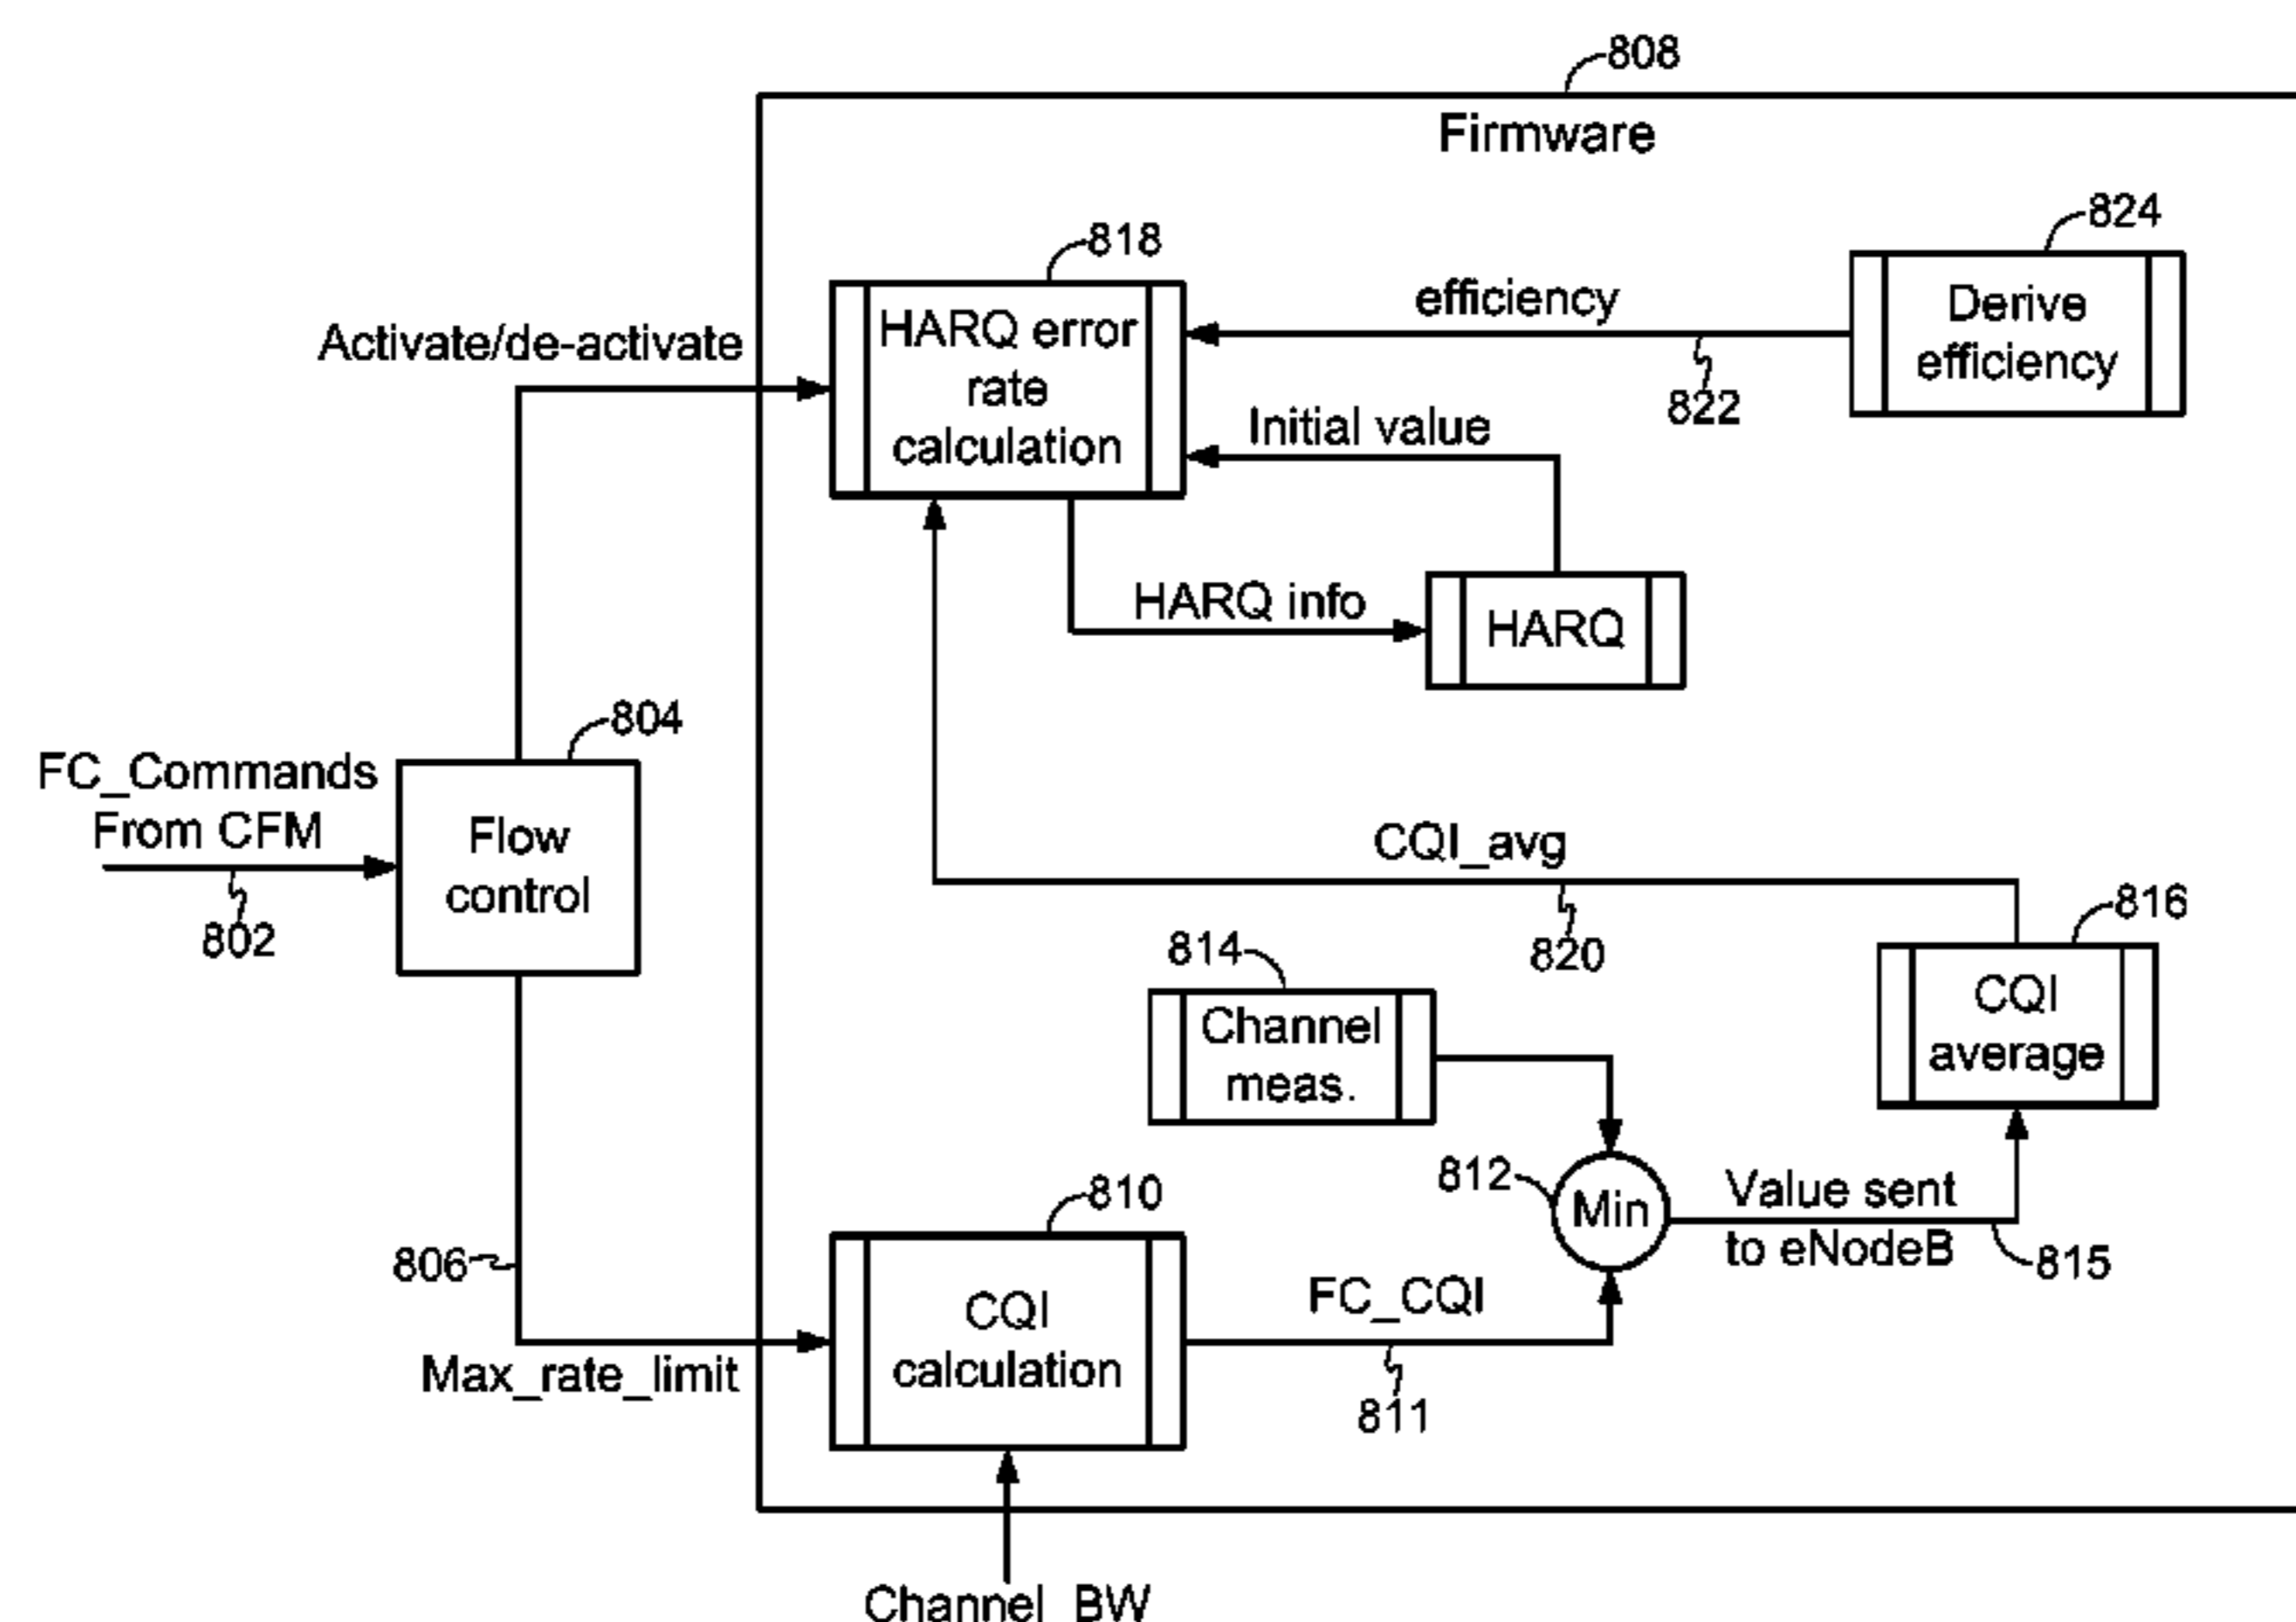 808
Firmware
824
818
Derive
efficiency
efficiency
822
HARQ error
rate
calculation
Activate/de-activate
Initial value
HARQ info
HARQ
804
FC_Commands
From CFM
802
Flow
control
CQI_avg
820
816
CQI
average
814
Channel
meas.
812
Min
Value sent
to eNodeB
815
810
806
CQI
calculation
FC_CQI
811
Max_rate_limit
Channel_BW